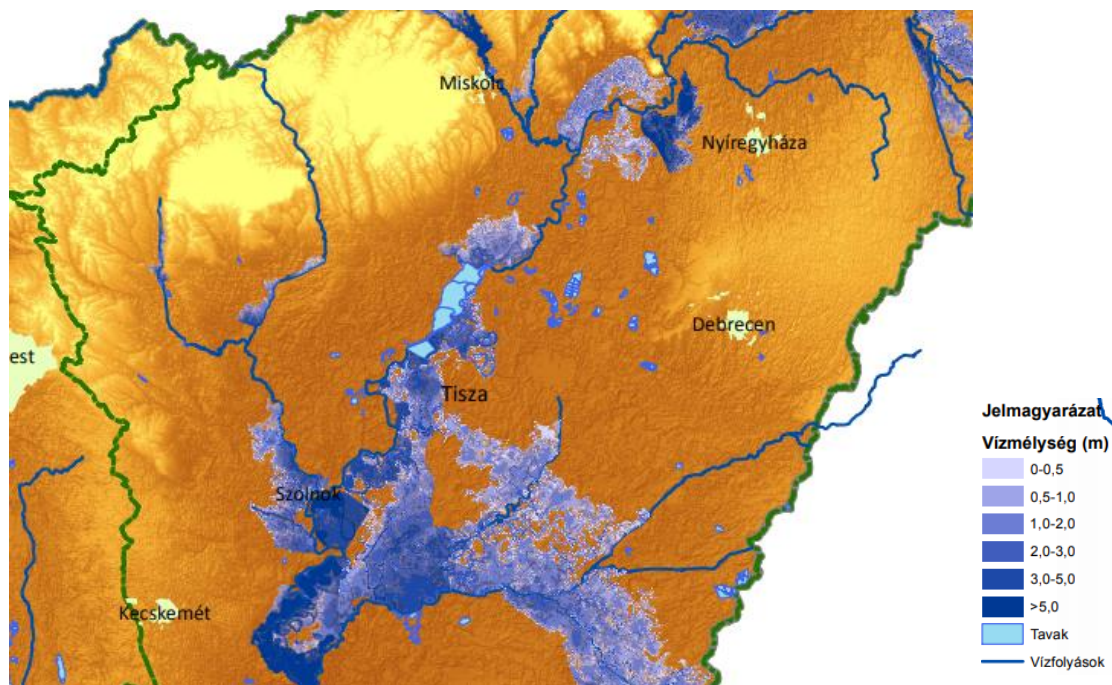 Miskolc
Nyíregyháza
Debrecen
est
Tisza
Szolnok
Kecskemét
Jelmagyarázat
Vízmélység (m)
0-0,5
0,5-1,0
1,0-2,0
2,0-3,0
3,0-5,0
>5,0
Tavak
Vízfolyások